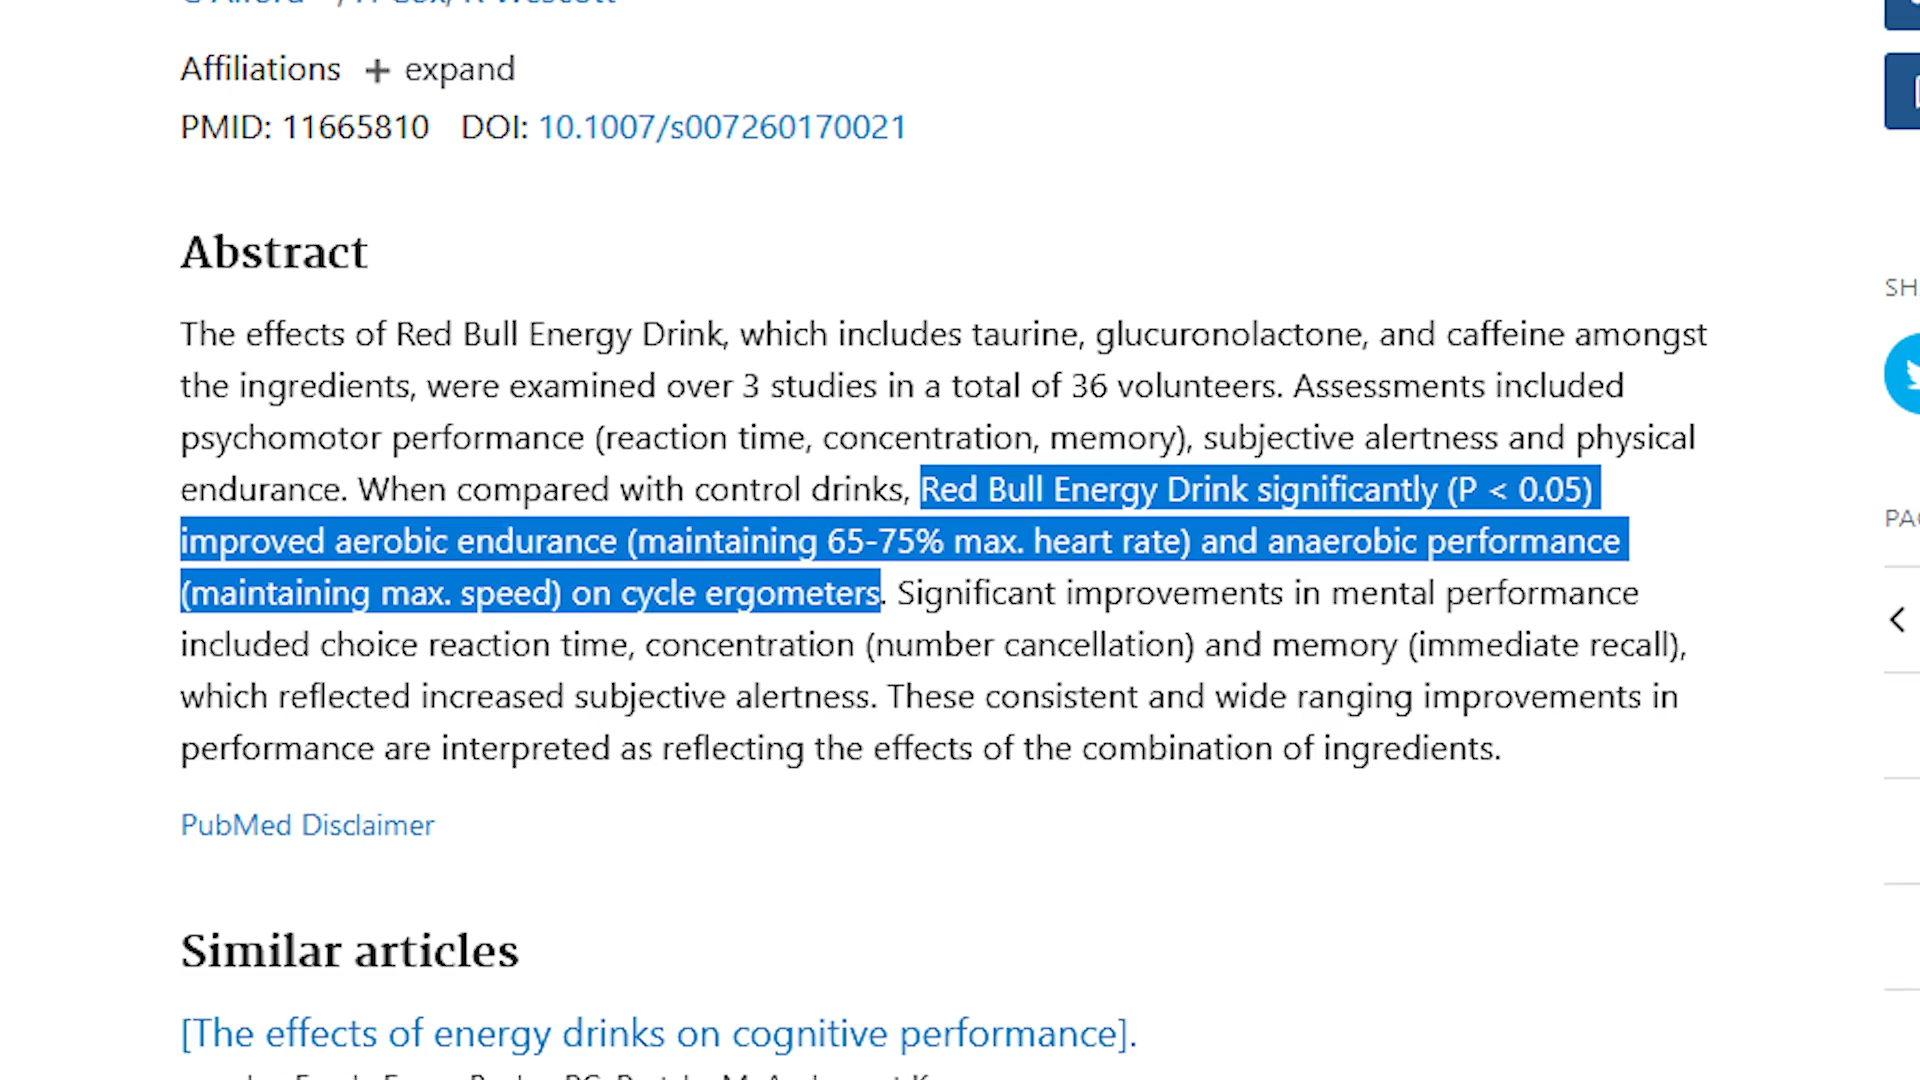 Affiliations + expand
PMID: 11665810 DOI: 10.1007/s007260170021
Abstract
The effects of Red Bull Energy Drink, which includes taurine, glucuronolactone, and caffeine amongst
the ingredients, were examined over 3 studies in a total of 36 volunteers. Assessments included
psychomotor performance (reaction time, concentration, memory), subjective alertness and physical
endurance. When compared with control drinks, Red Bull Energy Drink significantly (P < 0.05)
improved aerobic endurance (maintaining 65-75% max. heart rate) and anaerobic performance
(maintaining max. speed) on cycle ergometers. Significant improvements in mental performance
included choice reaction time, concentration (number cancellation) and memory (immediate recall),
which reflected increased subjective alertness. These consistent and wide ranging improvements in
performance are interpreted as reflecting the effects of the combination of ingredients.
PubMed Disclaimer
Similar articles
[The effects of energy drinks on cognitive performance].
SH
PAG